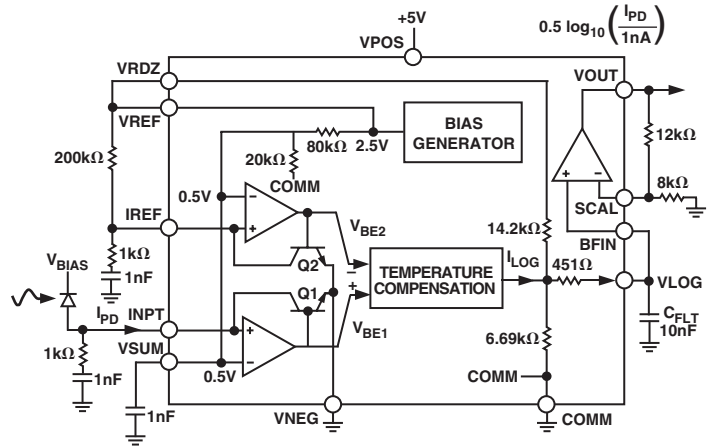 +5V
0.5 log10 (IPD / 1nA)
VPOS
VRDZ
VOUT
VREF
BIAS
GENERATOR
80kΩ
2.5V
12kΩ
200kΩ
20kΩ
COMM
8kΩ
0.5V
SCAL
IREF
VBE2
14.2kΩ
BFIN
1kΩ
VBIAS
1nF
Q2
TEMPERATURE
COMPENSATION
ILOG
451Ω
VLOG
Q1
IPD
INPT
VBE1
CFLT
10nF
1kΩ
VSUM
6.69kΩ
0.5V
1nF
COMM
1nF
VNEG
COMM